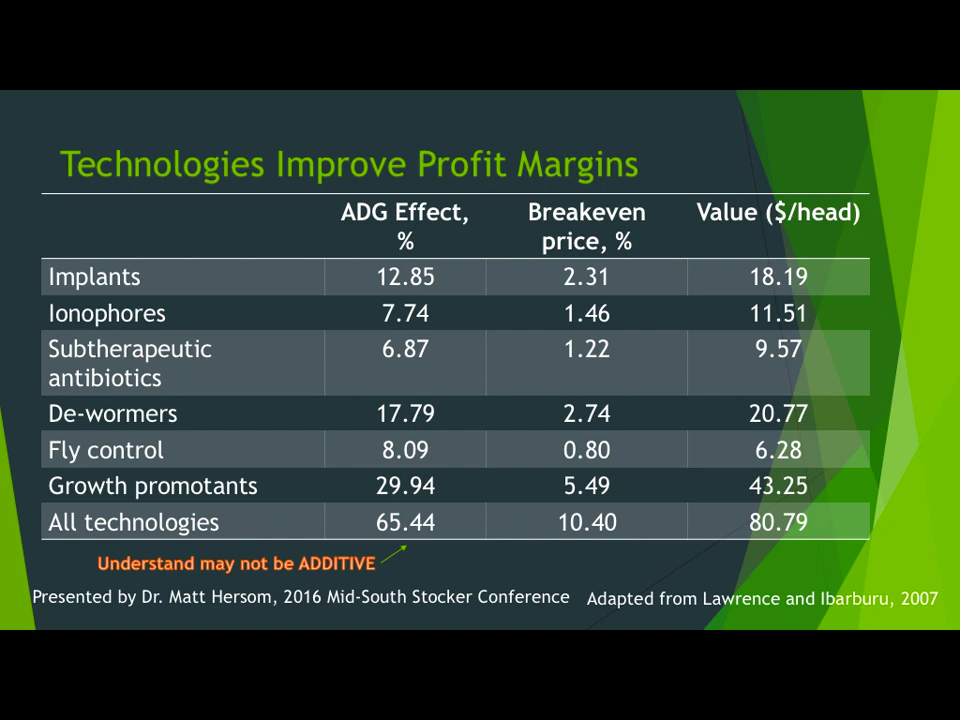 Technologies Improve Profit Margins
ADG Effect, % Breakeven price, % Value ($/head)
Implants 12.85 2.31 18.19
Ionophores 7.74 1.46 11.51
Subtherapeutic antibiotics 6.87 1.22 9.57
De-wormers 17.79 2.74 20.77
Fly control 8.09 0.80 6.28
Growth promotants 29.94 5.49 43.25
All technologies 65.44 10.40 80.79
Understand may not be ADDITIVE
Presented by Dr. Matt Hersom, 2016 Mid-South Stocker Conference
Adapted from Lawrence and Ibarburu, 2007